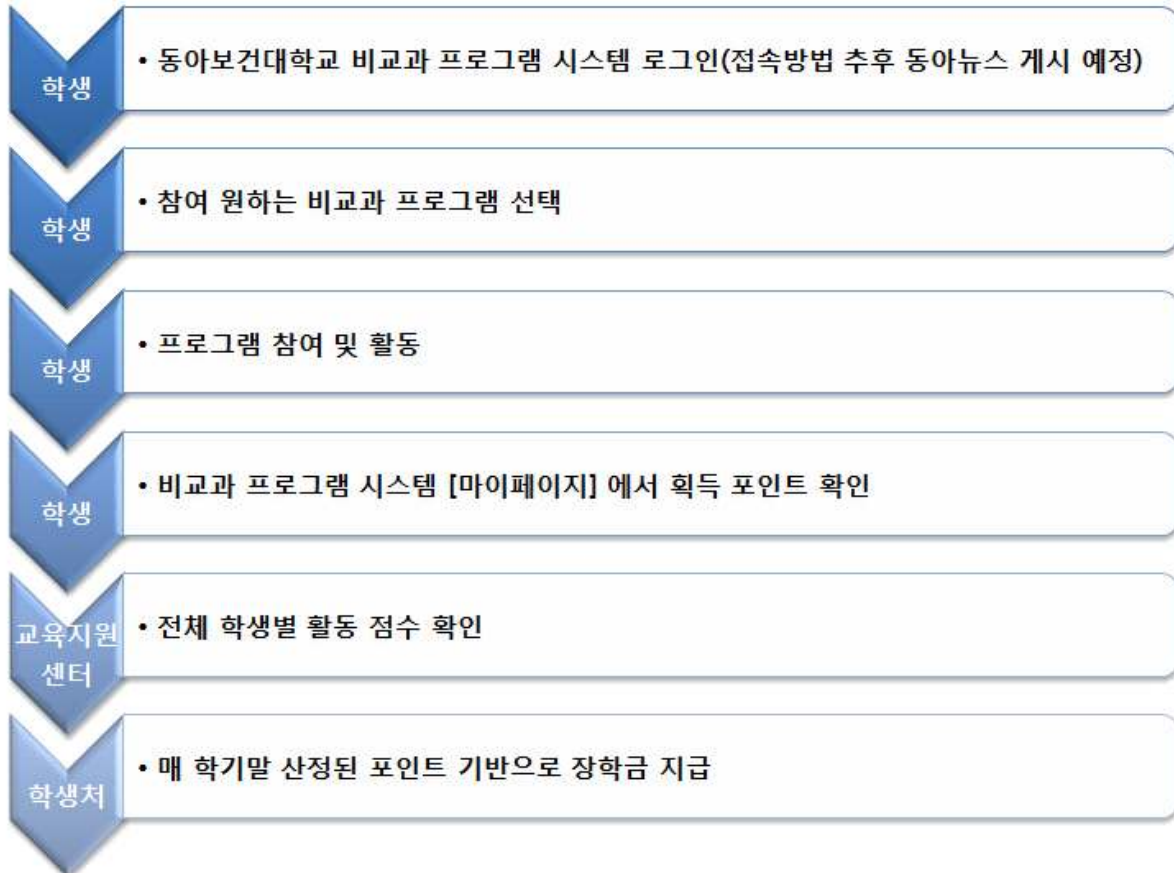 학생
• 동아보건대학교 비교과 프로그램 시스템 로그인(접속방법 추후 동아뉴스 게시 예정)
학생
• 참여 원하는 비교과 프로그램 선택
학생
• 프로그램 참여 및 활동
학생
• 비교과 프로그램 시스템 [마이페이지] 에서 획득 포인트 확인
교육지원
센터
• 전체 학생별 활동 점수 확인
학생처
• 매 학기말 산정된 포인트 기반으로 장학금 지급